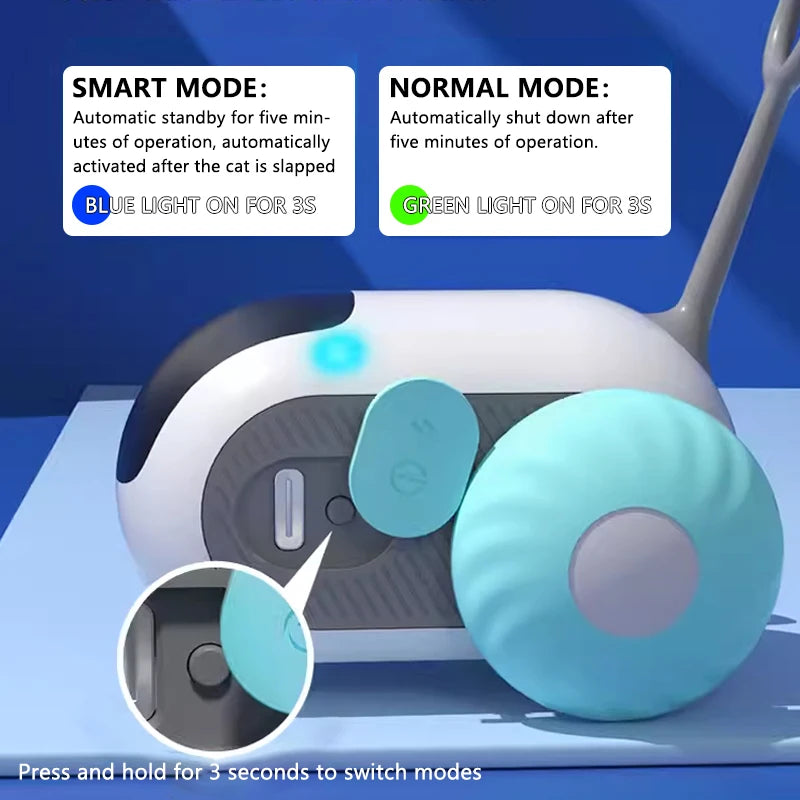 SMART MODE:
Automatic standby for five min-
utes of operation, automatically
activated after the cat is slapped
BLUE LIGHT ON FOR 3S
NORMAL MODE:
Automatically shut down after
five minutes of operation.
GREEN LIGHT ON FOR 3S
Press and hold for 3 seconds to switch modes